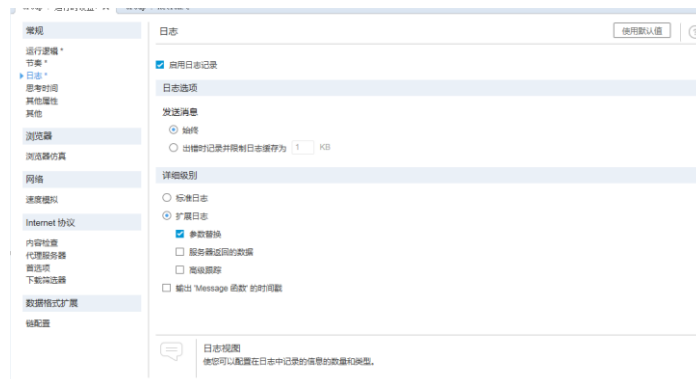 常规
运行逻辑 *
节奏 *
日志 *
思考时间
其他属性
其他
浏览器
浏览器仿真
网络
速度模拟
Internet 协议
内容检查
代理服务器
首选项
下载筛选器
数据格式扩展
链配置
日志
使用默认值
启用日志记录
日志选项
发送消息
始终
出错时记录并限制日志缓存为 1 KB
详细级别
标准日志
扩展日志
参数替换
服务器返回的数据
高级跟踪
输出 'Message 函数' 的时间戳
日志视图
使您可以配置在日志中记录的信息的数量和类型。